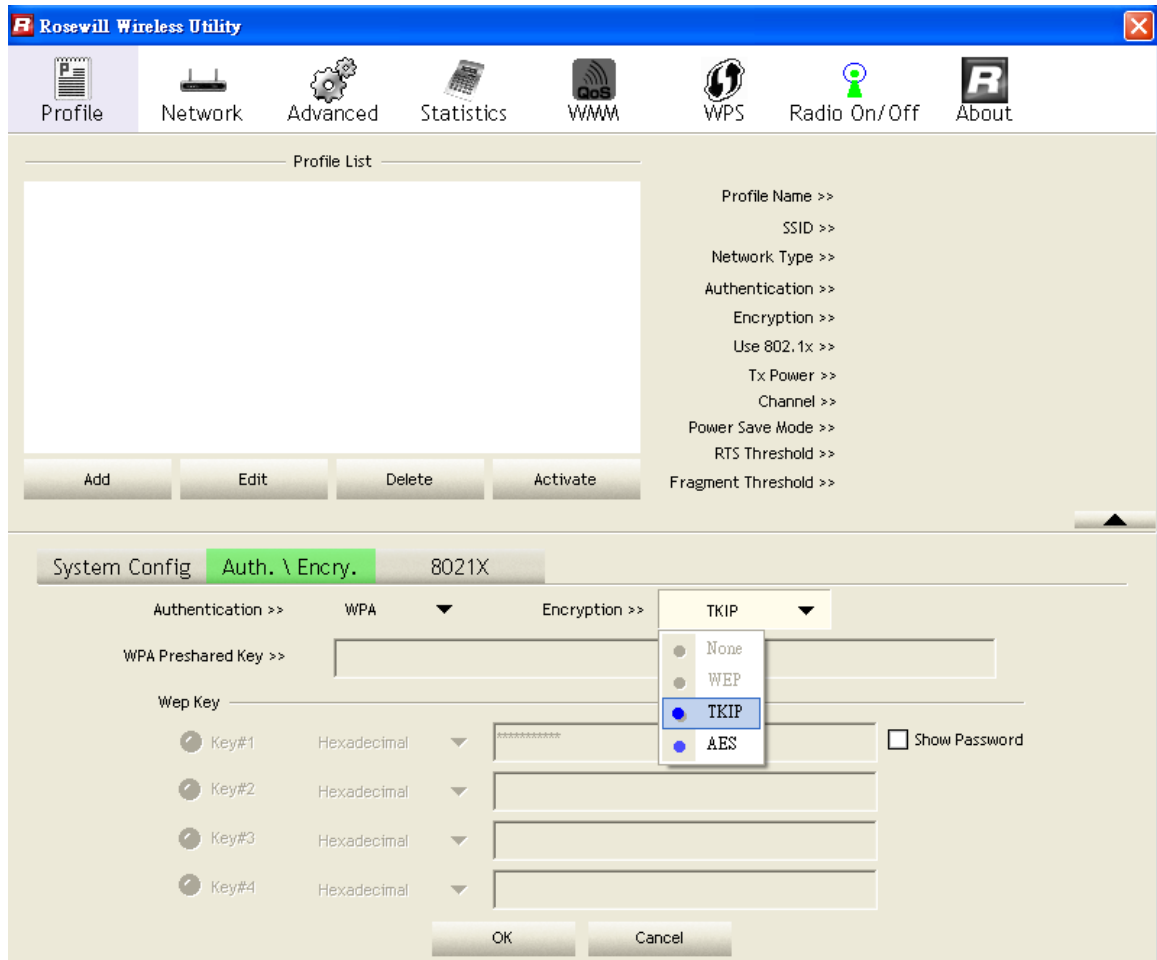 R Rosewill Wireless Utility
P QoS R
Profile Network Advanced Statistics WMM WPS Radio On/Off About
Profile List
Profile Name >>
SSID >>
Network Type >>
Authentication >>
Encryption >>
Use 802.1x >>
Tx Power >>
Channel >>
Power Save Mode >>
RTS Threshold >>
Fragment Threshold >>
Add Edit Delete Activate
System Config Auth. \ Encry. 8021X
Authentication >> WPA Encryption >> TKIP
None
WEP
TKIP
AES
WPA Preshared Key >>
Wep Key
Key#1 Hexadecimal *********** Show Password
Key#2 Hexadecimal
Key#3 Hexadecimal
Key#4 Hexadecimal
OK Cancel